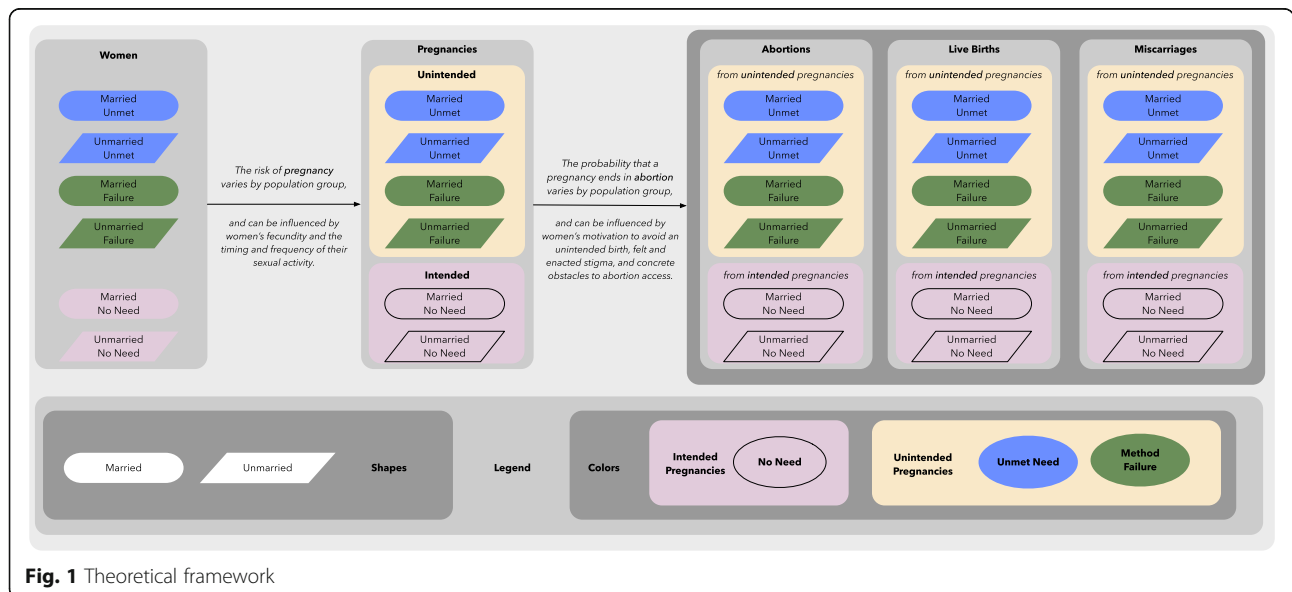 Women
Married
Unmet
Unmarried
Unmet
Married
Failure
Unmarried
Failure
Married
No Need
Unmarried
No Need
The risk of pregnancy
varies by population group,
and can be influenced by
women's fecundity and the
timing and frequency of their
sexual activity.
Pregnancies
Unintended
Married
Unmet
Unmarried
Unmet
Married
Failure
Unmarried
Failure
Intended
Married
No Need
Unmarried
No Need
The probability that a
pregnancy ends in abortion
varies by population group,
and can be influenced by
women's motivation to avoid an
unintended birth, felt and
enacted stigma, and concrete
obstacles to abortion access.
Abortions
from unintended pregnancies
Married
Unmet
Unmarried
Unmet
Married
Failure
Unmarried
Failure
from intended pregnancies
Married
No Need
Unmarried
No Need
Live Births
from unintended pregnancies
Married
Unmet
Unmarried
Unmet
Married
Failure
Unmarried
Failure
from intended pregnancies
Married
No Need
Unmarried
No Need
Miscarriages
from unintended pregnancies
Married
Unmet
Unmarried
Unmet
Married
Failure
Unmarried
Failure
from intended pregnancies
Married
No Need
Unmarried
No Need
Married
Unmarried
Shapes
Legend
Colors
Intended
Pregnancies
No Need
Unintended
Pregnancies
Unmet Need
Method
Failure
Fig. 1 Theoretical framework